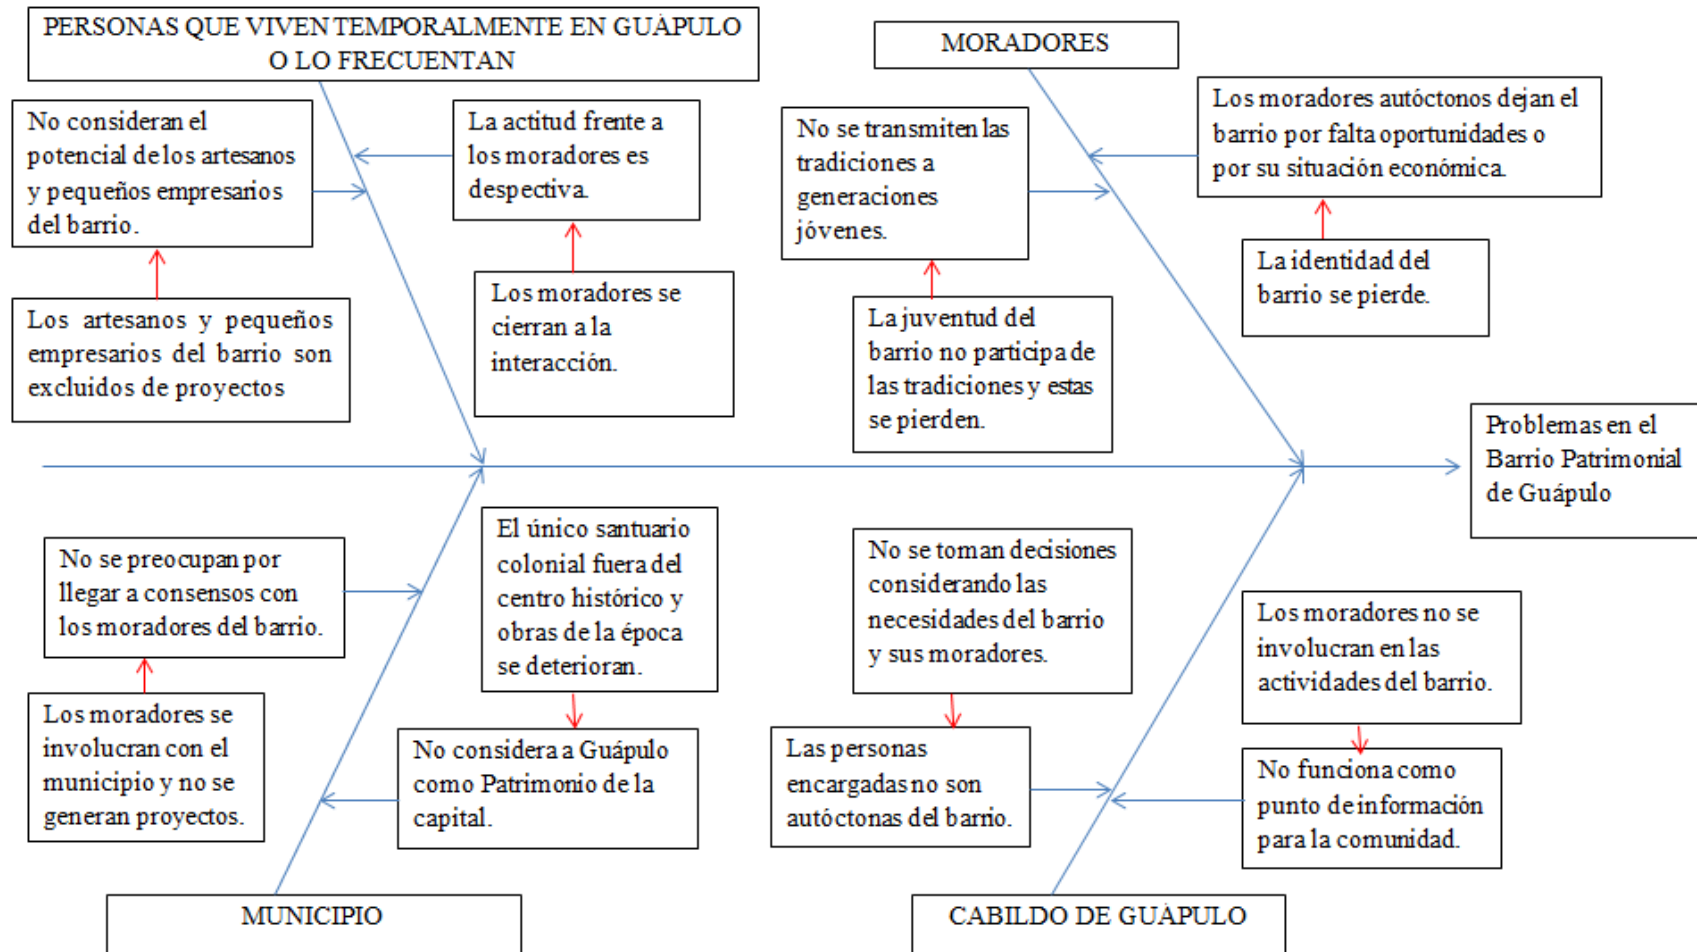 PERSONAS QUE VIVEN TEMPORALMENTE EN GUÁPULO
O LO FRECUENTAN
MORADORES
No consideran el
potencial de los artesanos
y pequeños empresarios
del barrio.
La actitud frente a
los moradores es
despectiva.
No se transmiten las
tradiciones a
generaciones
jóvenes.
Los moradores autóctonos dejan el
barrio por falta oportunidades o
por su situación económica.
Los artesanos y pequeños
empresarios del barrio son
excluidos de proyectos
Los moradores se
cierran a la
interacción.
La juventud del
barrio no participa de
las tradiciones y estas
se pierden.
La identidad del
barrio se pierde.
Problemas en el
Barrio Patrimonial
de Guápulo
No se preocupan por
llegar a consensos con
los moradores del barrio.
El único santuario
colonial fuera del
centro histórico y
obras de la época
se deterioran.
No se toman decisiones
considerando las
necesidades del barrio
y sus moradores.
Los moradores no se
involucran en las
actividades del barrio.
Los moradores se
involucran con el
municipio y no se
generan proyectos.
No considera a Guápulo
como Patrimonio de la
capital.
Las personas
encargadas no son
autóctonas del barrio.
No funciona como
punto de información
para la comunidad.
MUNICIPIO
CABILDO DE GUÁPULO